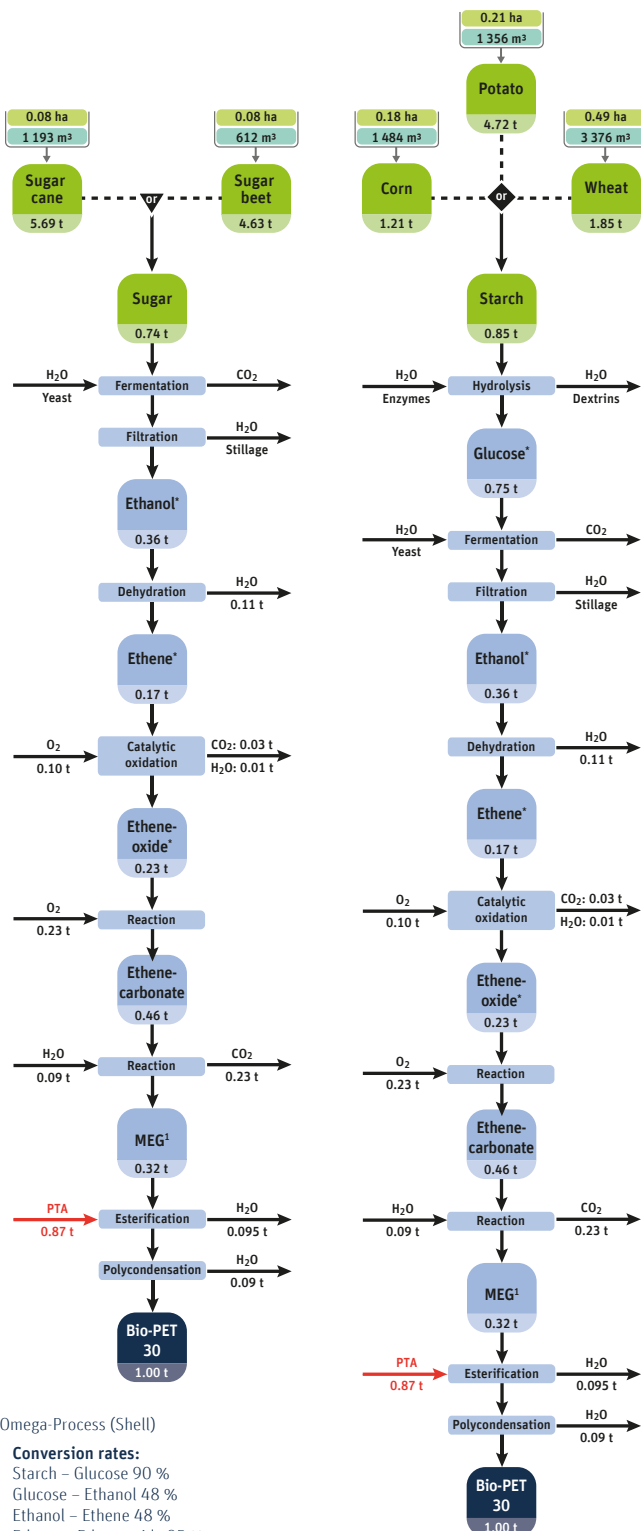 0.08 ha
1 193 m³
Sugar
cane
5.69 t
0.08 ha
612 m³
Sugar
beet
4.63 t
or
Sugar
0.74 t
H₂O
Yeast
Fermentation
CO₂
Filtration
H₂O
Stillage
Ethanol*
0.36 t
Dehydration
H₂O
0.11 t
Ethene*
0.17 t
O₂
0.10 t
Catalytic
oxidation
CO₂: 0.03 t
H₂O: 0.01 t
Ethene-
oxide*
0.23 t
O₂
0.23 t
Reaction
Ethene-
carbonate
0.46 t
H₂O
0.09 t
Reaction
CO₂
0.23 t
MEG¹
0.32 t
PTA
0.87 t
Esterification
H₂O
0.095 t
Polycondensation
H₂O
0.09 t
Bio-PET
30
1.00 t
Omega-Process (Shell)
Conversion rates:
Starch – Glucose 90 %
Glucose – Ethanol 48 %
Ethanol – Ethene 48 %
0.21 ha
1 356 m³
Potato
4.72 t
0.18 ha
1 484 m³
Corn
1.21 t
0.49 ha
3 376 m³
Wheat
1.85 t
or
Starch
0.85 t
H₂O
Enzymes
Hydrolysis
H₂O
Dextrins
Glucose*
0.75 t
H₂O
Yeast
Fermentation
CO₂
Filtration
H₂O
Stillage
Ethanol*
0.36 t
Dehydration
H₂O
0.11 t
Ethene*
0.17 t
O₂
0.10 t
Catalytic
oxidation
CO₂: 0.03 t
H₂O: 0.01 t
Ethene-
oxide*
0.23 t
O₂
0.23 t
Reaction
Ethene-
carbonate
0.46 t
H₂O
0.09 t
Reaction
CO₂
0.23 t
MEG¹
0.32 t
PTA
0.87 t
Esterification
H₂O
0.095 t
Polycondensation
H₂O
0.09 t
Bio-PET
30
1.00 t